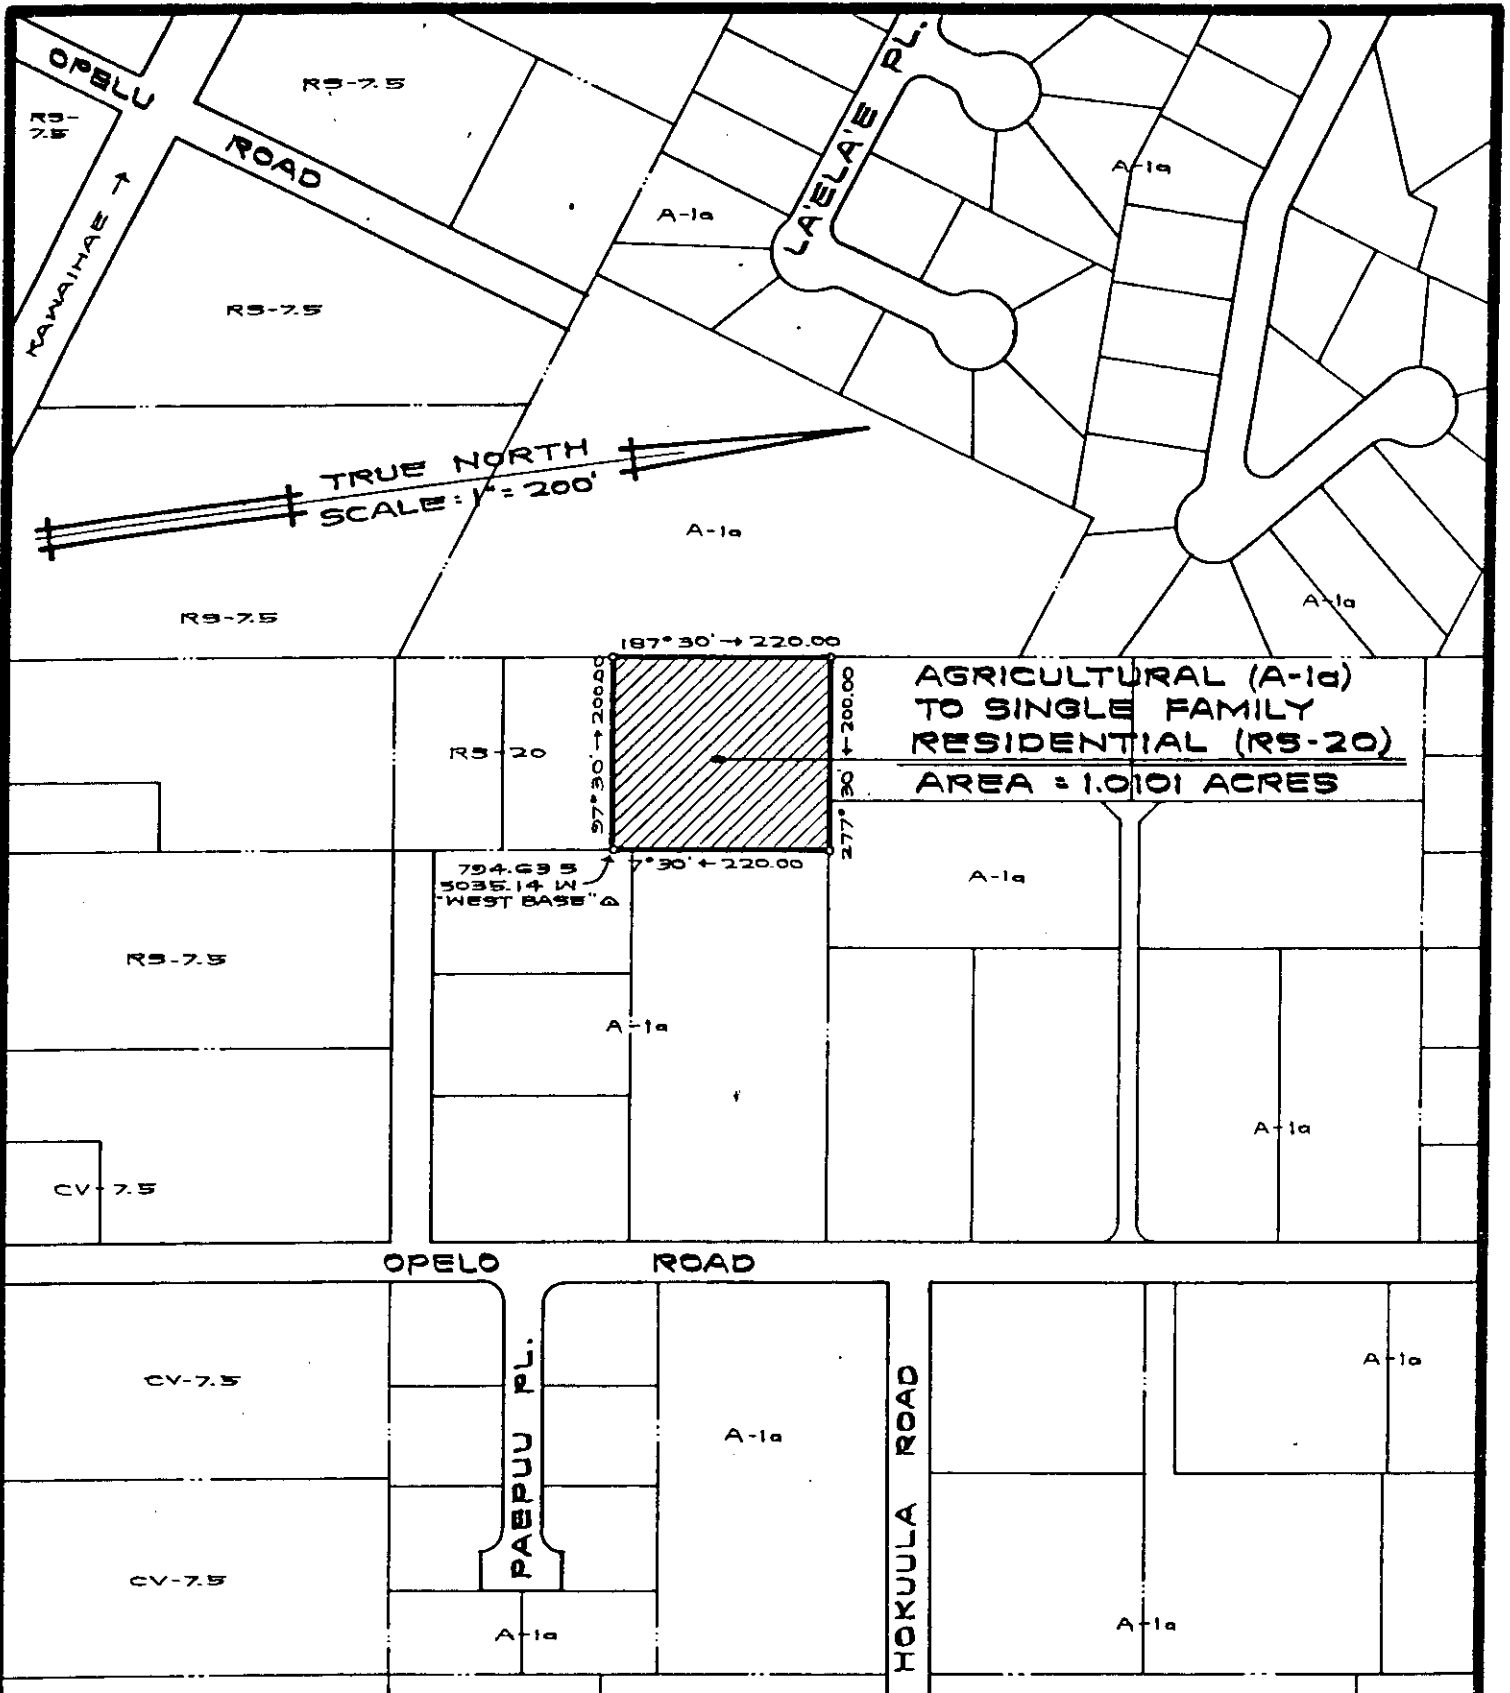 OPELU
ROAD
RS-7.5
RS-
7.5
KAWAIHAE →
RS-7.5
LA'ELA'E PL.
A-1a
A-1a
TRUE NORTH
SCALE: 1" = 200'
A-1a
RS-7.5
A-1a
187° 30' → 220.00
97° 30' → 200.00
← 200.00
277° 30'
7° 30' ← 220.00
RS-20
AGRICULTURAL (A-1a)
TO SINGLE FAMILY
RESIDENTIAL (RS-20)
AREA = 1.0101 ACRES
794.69 S
5035.14 W
"WEST BASE" △
A-1a
RS-7.5
A-1a
A-1a
CV-7.5
OPELO ROAD
CV-7.5
PAEPUU PL.
A-1a
HOKUULA ROAD
A-1a
CV-7.5
A-1a
A-1a